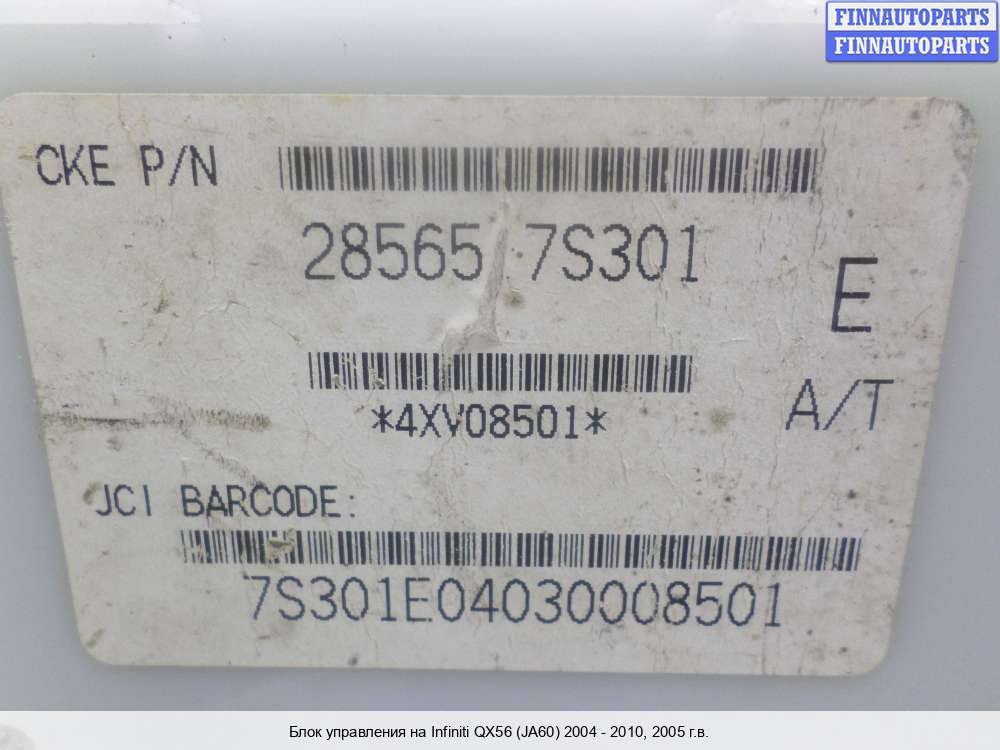 FINNAUTOPARTS
FINNAUTOPARTS
CKE P/N
28565 7S301
E
*4XV08501*
A/T
JCI BARCODE:
7S301E04030008501
Блок управления на Infiniti QX56 (JA60) 2004 - 2010, 2005 г.в.